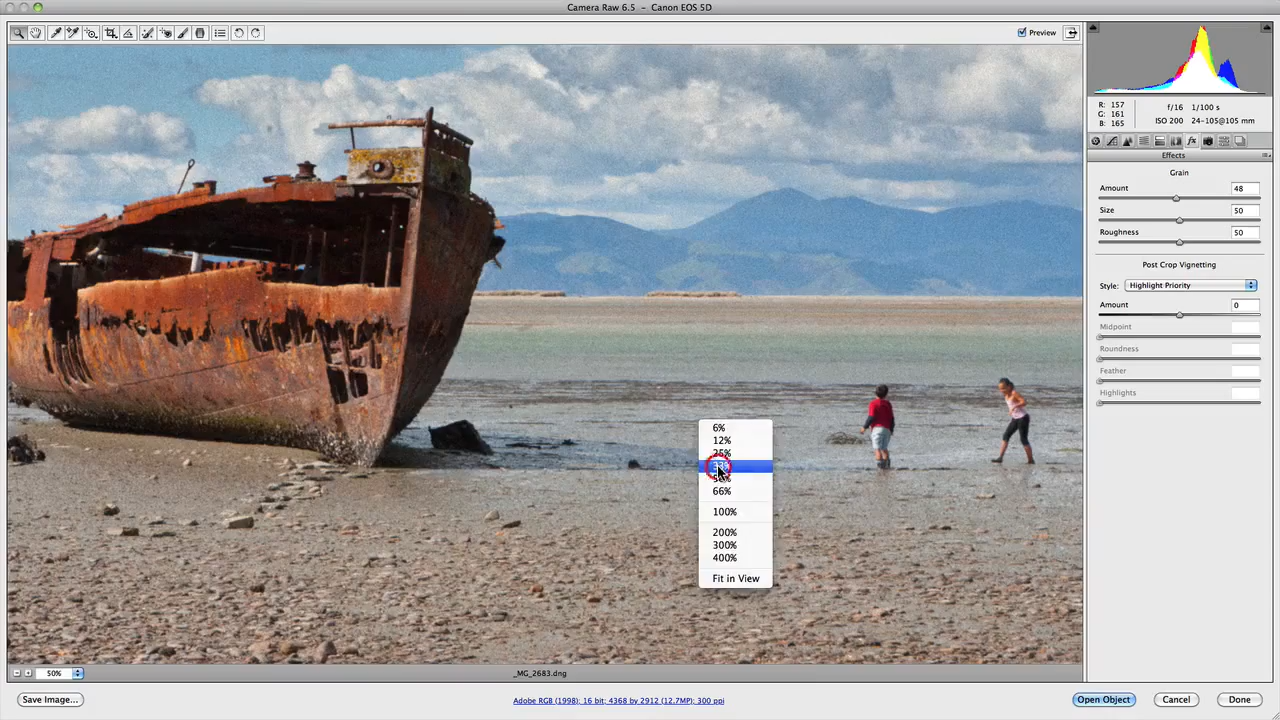 Camera Raw 6.5 - Canon EOS 5D
Preview
R: 157
G: 161
B: 165
f/16 1/100 s
ISO 200 24-105@105 mm
Effects
Grain
Amount 48
Size 50
Roughness 50
Post Crop Vignetting
Style: Highlight Priority
Amount 0
Midpoint
Roundness
Feather
Highlights
6%
12%
25%
66%
100%
200%
300%
400%
Fit in View
50%
_MG_2683.dng
Save Image...
Adobe RGB (1998); 16 bit; 4368 by 2912 (12.7MP); 300 ppi
Open Object
Cancel
Done